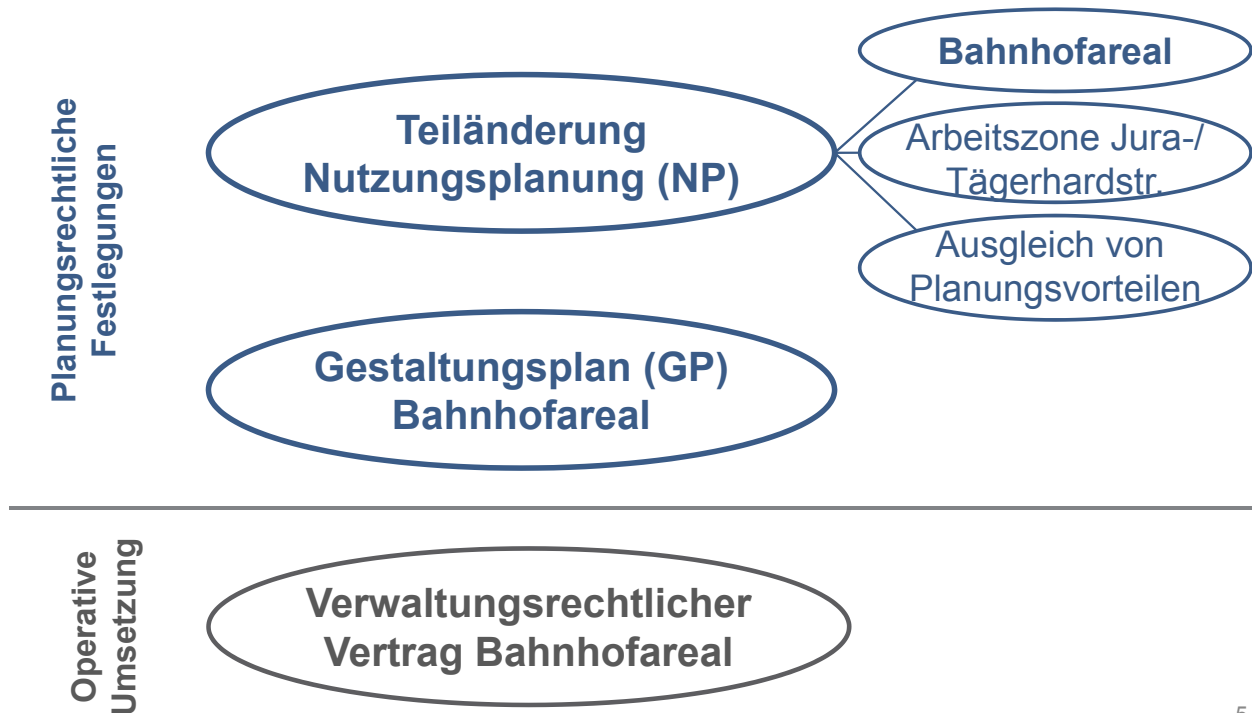 Planungsrechtliche
Festlegungen
Teiländerung
Nutzungsplanung (NP)
Bahnhofareal
Arbeitszone Jura-/
Tägerhardstr.
Ausgleich von
Planungsvorteilen
Gestaltungsplan (GP)
Bahnhofareal
Operative
Umsetzung
Verwaltungsrechtlicher
Vertrag Bahnhofareal
5